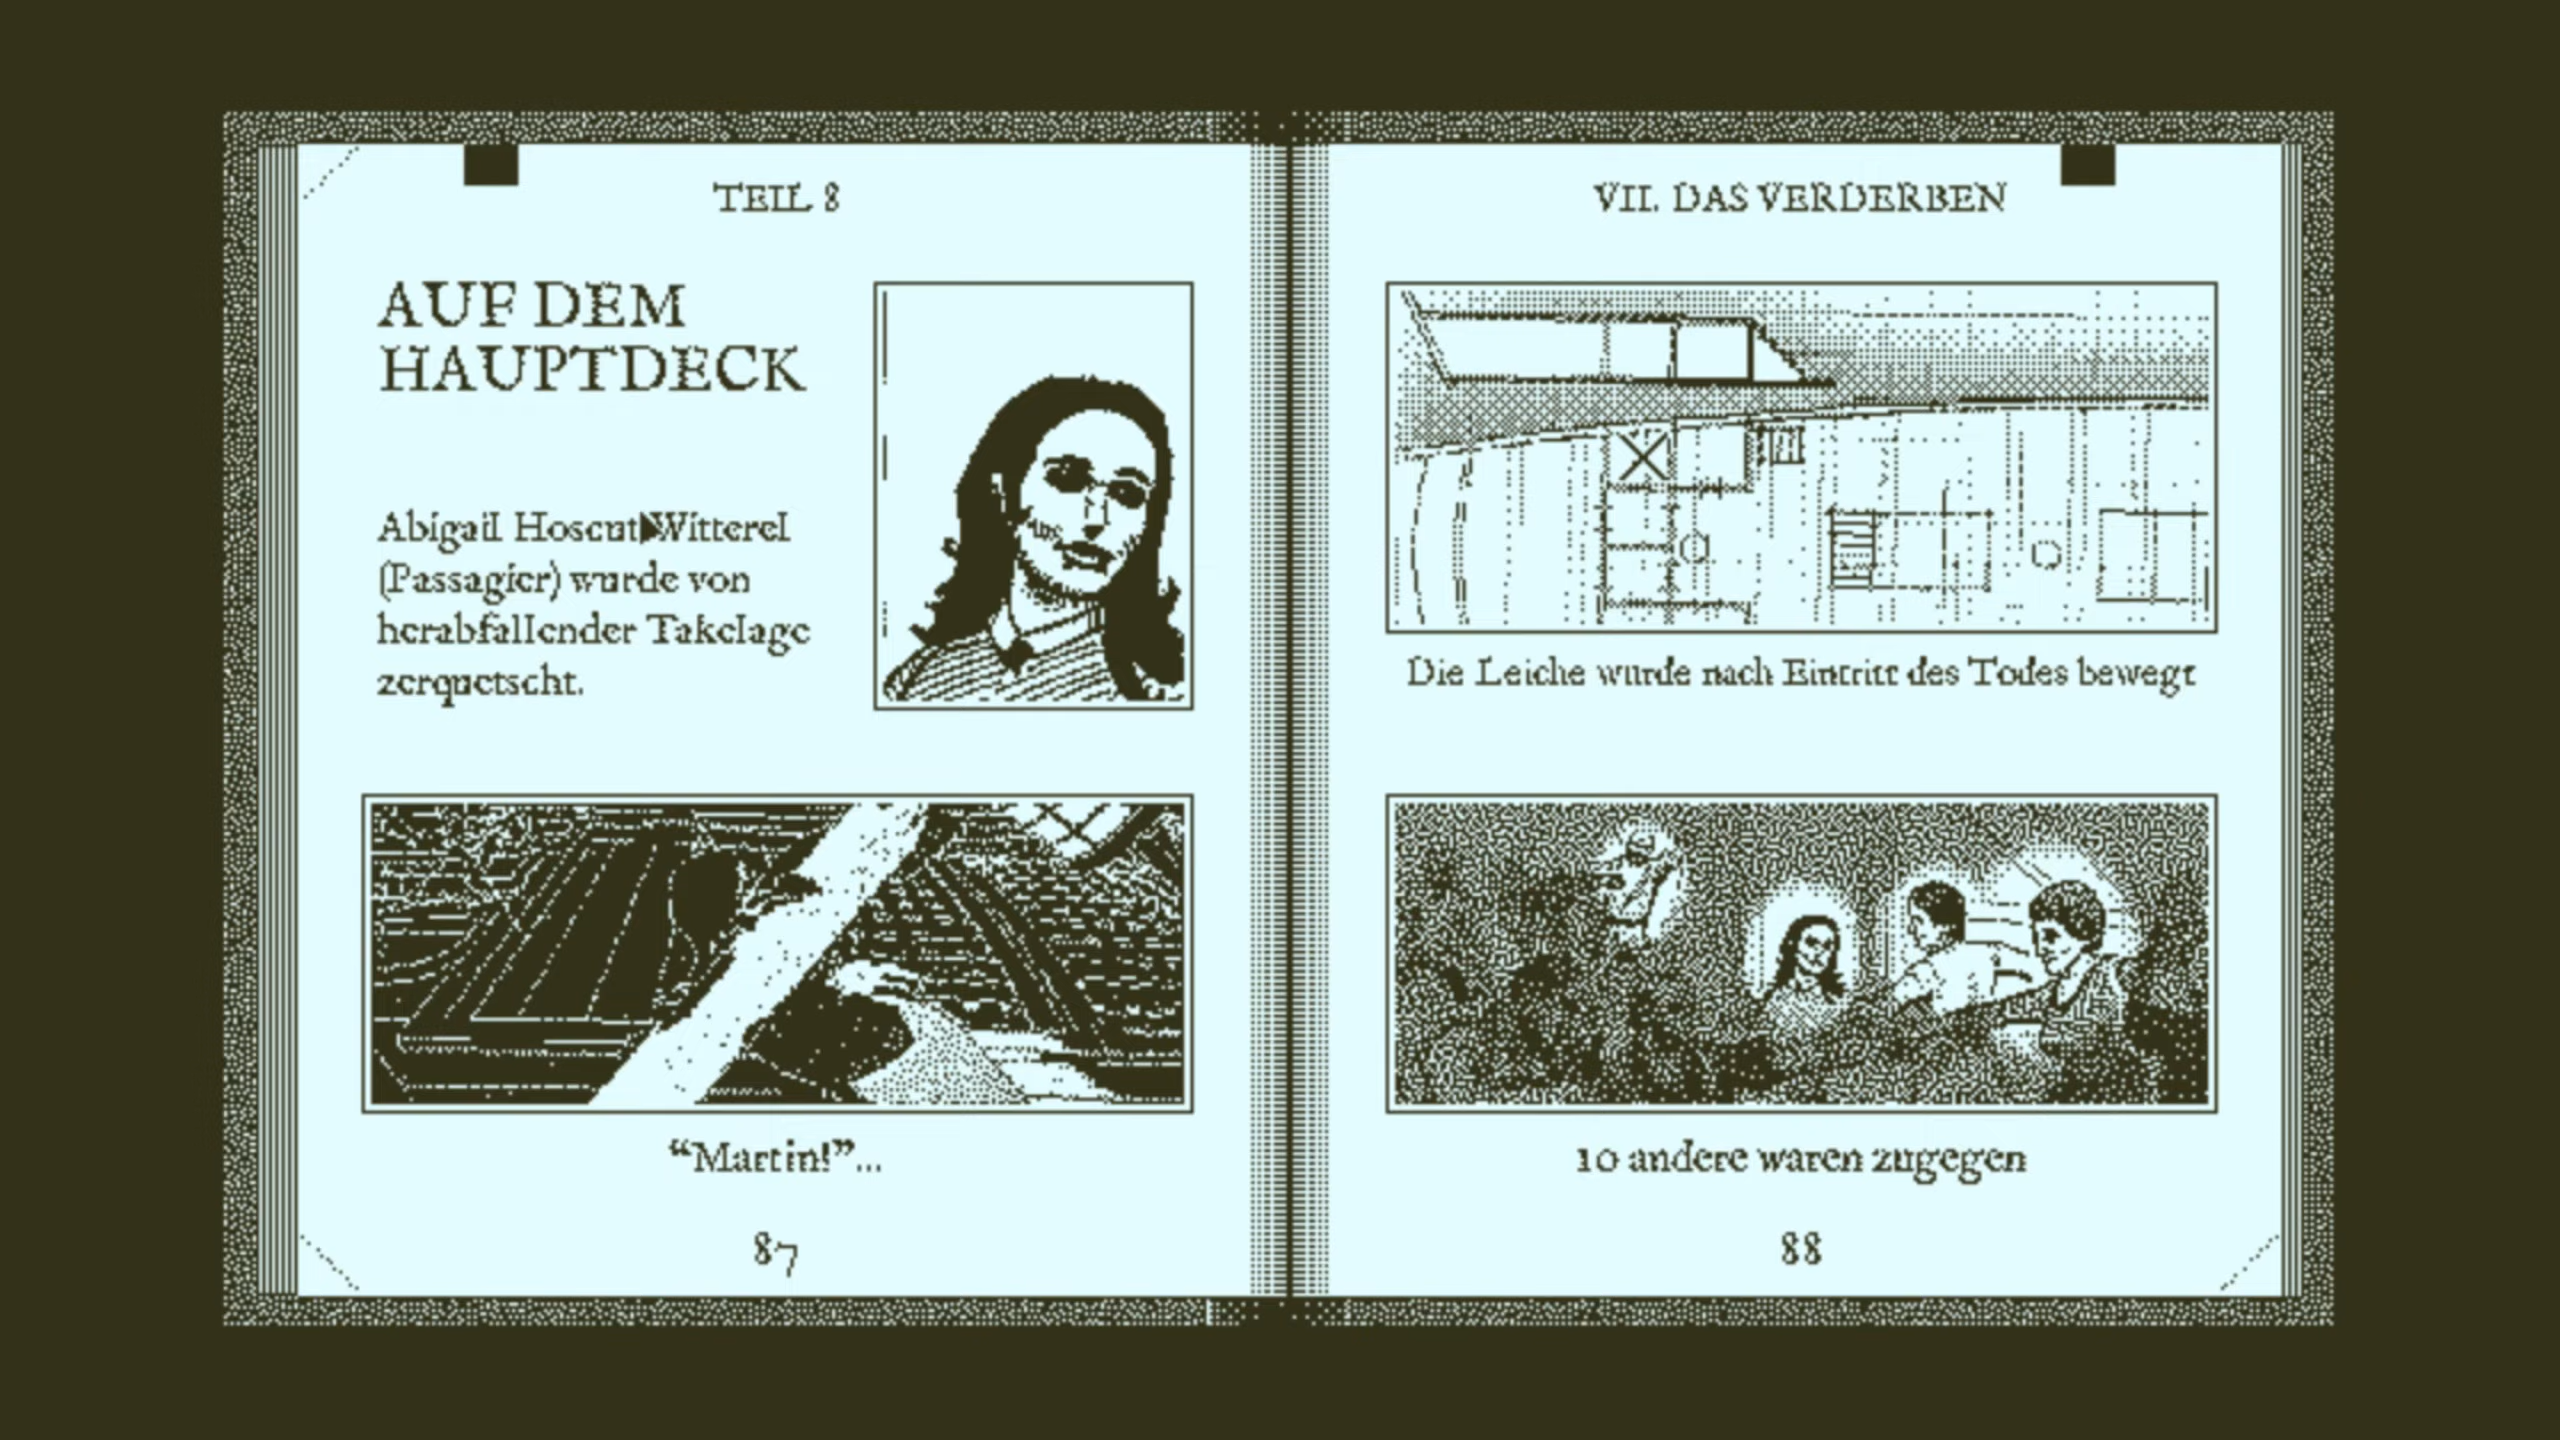 TEIL 8
AUF DEM
HAUPTDECK
Abigail Hoscut Witterel
(Passagier) wurde von
herabfallender Takelage
zerquetscht.
“Martin!”...
87
VII. DAS VERDERBEN
Die Leiche wurde nach Eintritt des Todes bewegt
10 andere waren zugegen
88